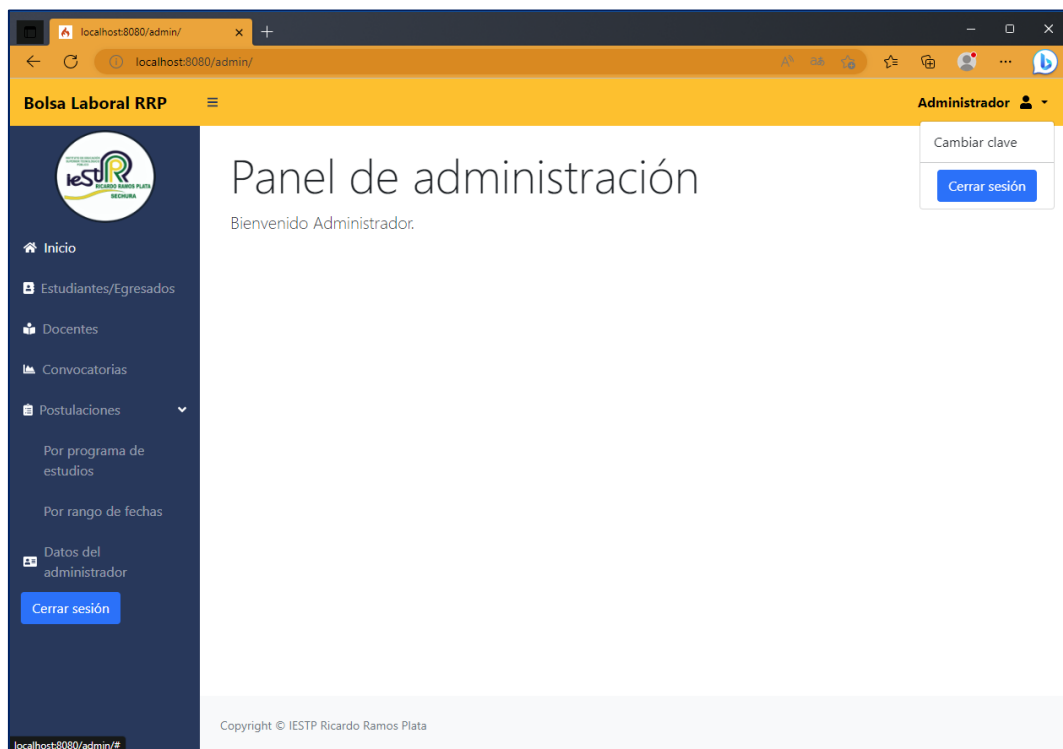 localhost:8080/admin/
localhost:8080/admin/
Bolsa Laboral RRP
Administrador
Cambiar clave
Cerrar sesión
iestp
RICARDO RAMOS PLATA
SECHURA
Panel de administración
Bienvenido Administrador.
Inicio
Estudiantes/Egresados
Docentes
Convocatorias
Postulaciones
Por programa de
estudios
Por rango de fechas
Datos del
administrador
Cerrar sesión
Copyright © IESTP Ricardo Ramos Plata
localhost:8080/admin/#